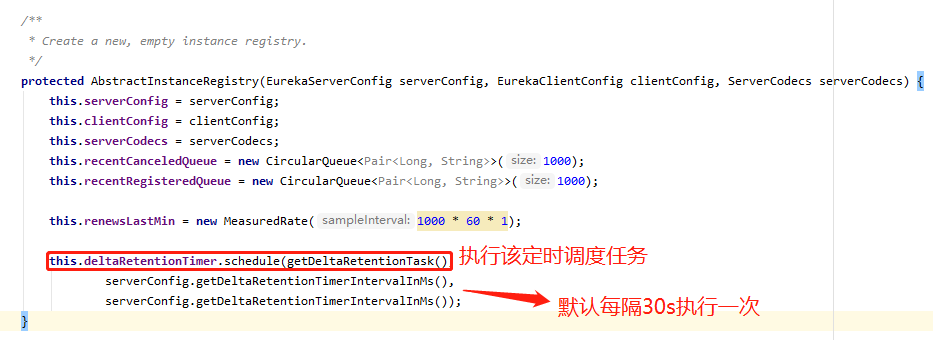 /**
* Create a new, empty instance registry.
*/
protected AbstractInstanceRegistry(EurekaServerConfig serverConfig, EurekaClientConfig clientConfig, ServerCodecs serverCodecs) {
this.serverConfig = serverConfig;
this.clientConfig = clientConfig;
this.serverCodecs = serverCodecs;
this.recentCanceledQueue = new CircularQueue<Pair<Long, String>>( size: 1000);
this.recentRegisteredQueue = new CircularQueue<Pair<Long, String>>( size: 1000);
this.renewsLastMin = new MeasuredRate( sampleInterval: 1000 * 60 * 1);
this.deltaRetentionTimer.schedule(getDeltaRetentionTask() 执行该定时调度任务
serverConfig.getDeltaRetentionTimerIntervalInMs(),
serverConfig.getDeltaRetentionTimerIntervalInMs()); 默认每隔30s执行一次
}